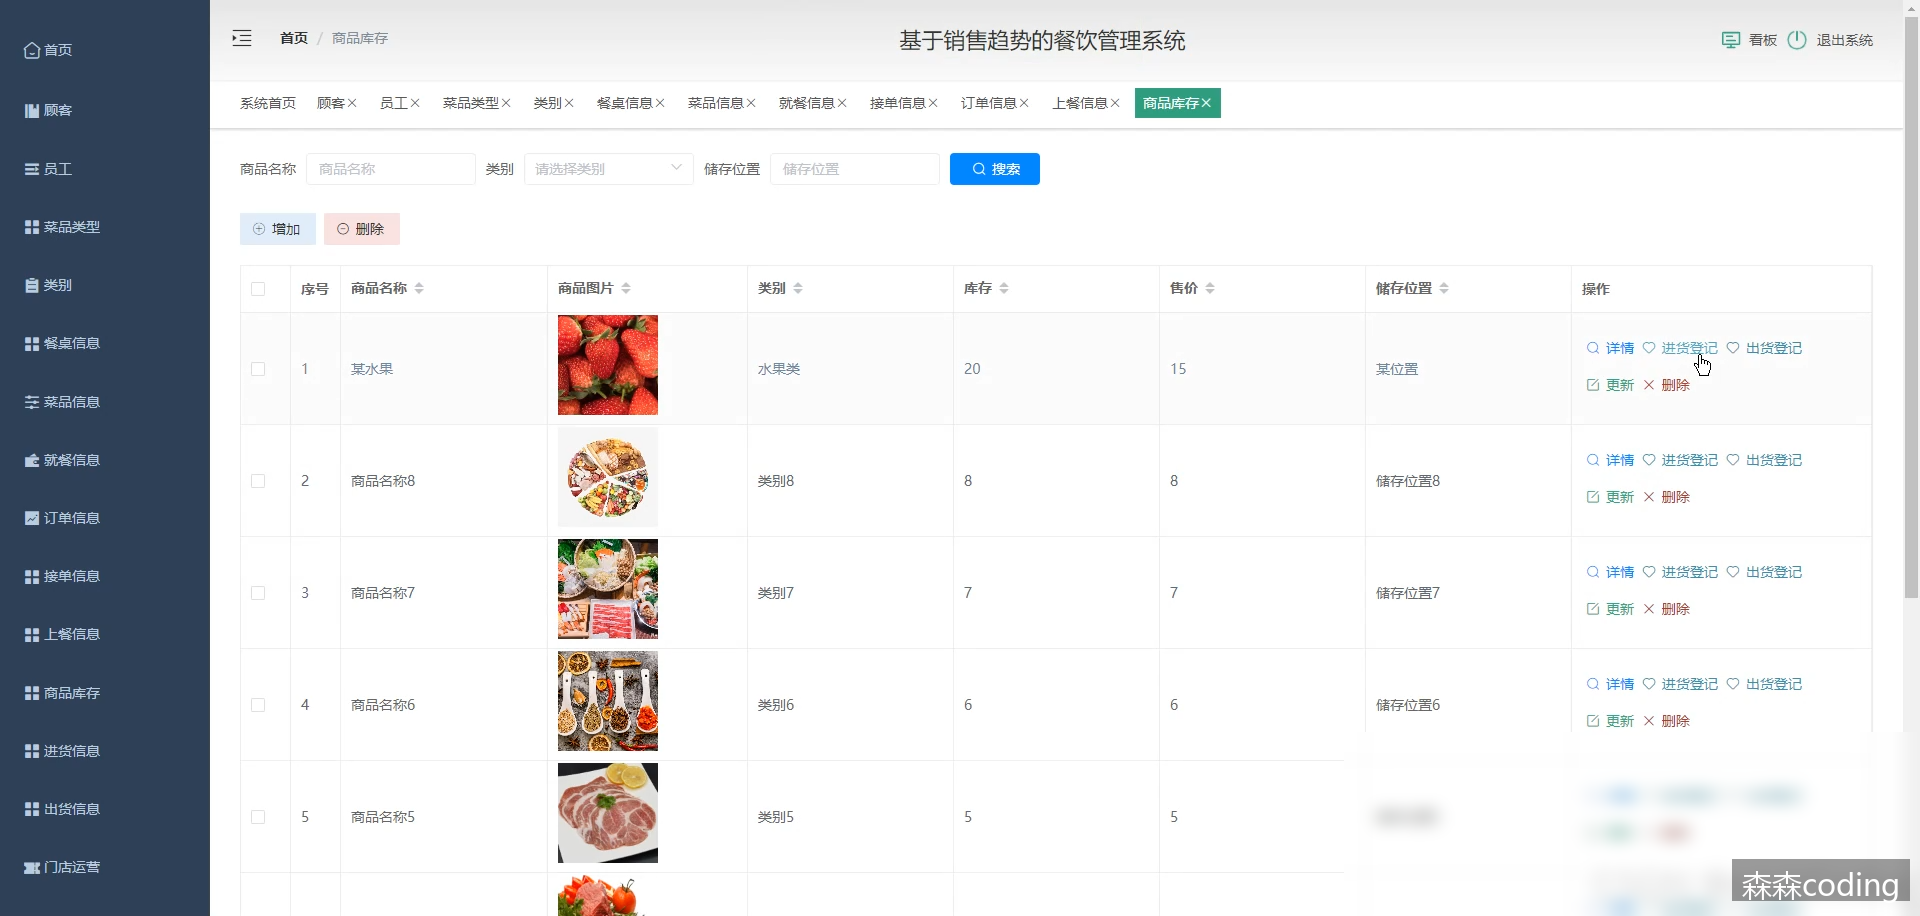 首页 / 商品库存
基于销售趋势的餐饮管理系统
看板 退出系统
首页
顾客
员工
菜品类型
类别
餐桌信息
菜品信息
就餐信息
订单信息
接单信息
上餐信息
商品库存
进货信息
出货信息
门店运营
系统首页 顾客 员工 菜品类型 类别 餐桌信息 菜品信息 就餐信息 接单信息 订单信息 上餐信息 商品库存
商品名称 商品名称 类别 请选择类别 储存位置 储存位置 搜索
增加 删除
序号 商品名称 商品图片 类别 库存 售价 储存位置 操作
1 某水果 水果类 20 15 某位置 详情 进货登记 出货登记
更新 删除
2 商品名称8 类别8 8 8 储存位置8 详情 进货登记 出货登记
更新 删除
3 商品名称7 类别7 7 7 储存位置7 详情 进货登记 出货登记
更新 删除
4 商品名称6 类别6 6 6 储存位置6 详情 进货登记 出货登记
更新 删除
5 商品名称5 类别5 5 5
森森coding